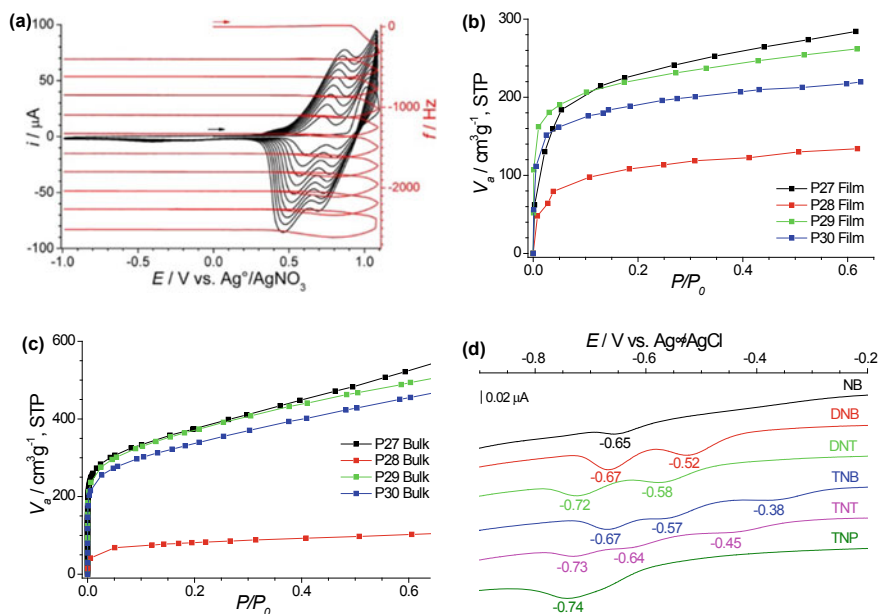 (a)
100
50
0
-50
-100
i / µA
-1.0
-0.5
0.0
0.5
1.0
E / V vs. Ag°/AgNO3
0
-1000
-2000
f / Hz
(b)
300
200
100
0
Va / cm3g-1, STP
0.0
0.2
0.4
0.6
P/P0
P27 Film
P28 Film
P29 Film
P30 Film
(c)
600
400
200
0
Va / cm3g-1, STP
0.0
0.2
0.4
0.6
P/P0
P27 Bulk
P28 Bulk
P29 Bulk
P30 Bulk
(d)
E / V vs. Ag∞AgCl
-0.8
-0.6
-0.4
-0.2
0.02 µA
NB
-0.65
DNB
-0.67
-0.52
DNT
-0.72
-0.58
TNB
-0.67
-0.57
-0.38
TNT
-0.73
-0.64
-0.45
TNP
-0.74